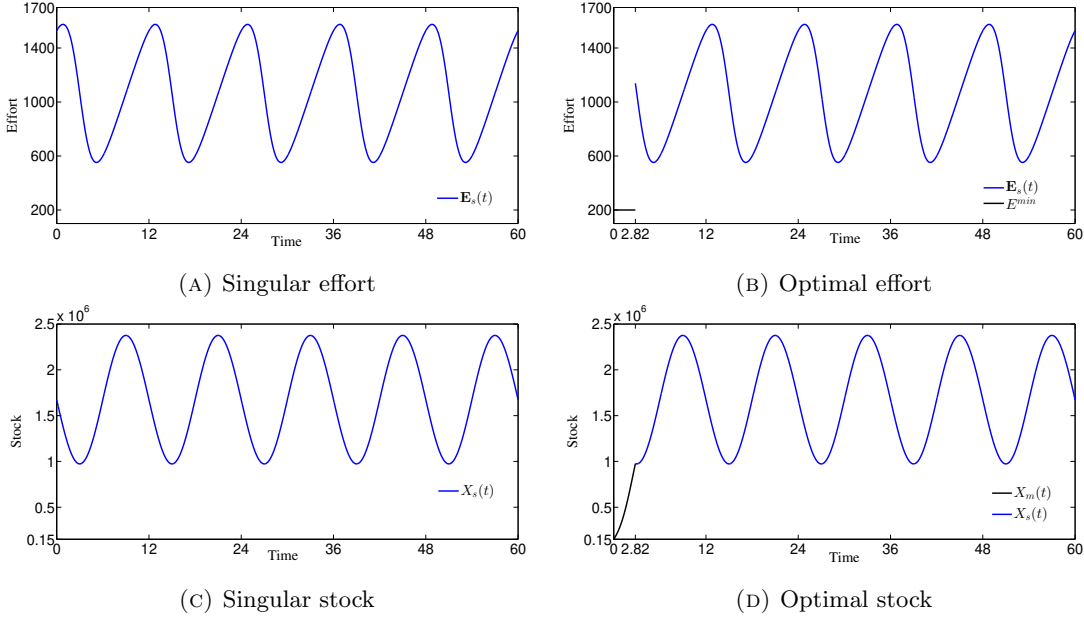 1700
1400
1000
600
200
Effort
0
12
24
36
48
60
Time
E_s(t)
(A) Singular effort
1700
1400
1000
600
200
Effort
0 2.82
12
24
36
48
60
Time
E_s(t)
E^{min}
(B) Optimal effort
x 10^6
2.5
2
1.5
1
0.5
0.15
Stock
0
12
24
36
48
60
Time
X_s(t)
(C) Singular stock
x 10^6
2.5
2
1.5
1
0.5
0.15
Stock
0 2.82
12
24
36
48
60
Time
X_m(t)
X_s(t)
(D) Optimal stock